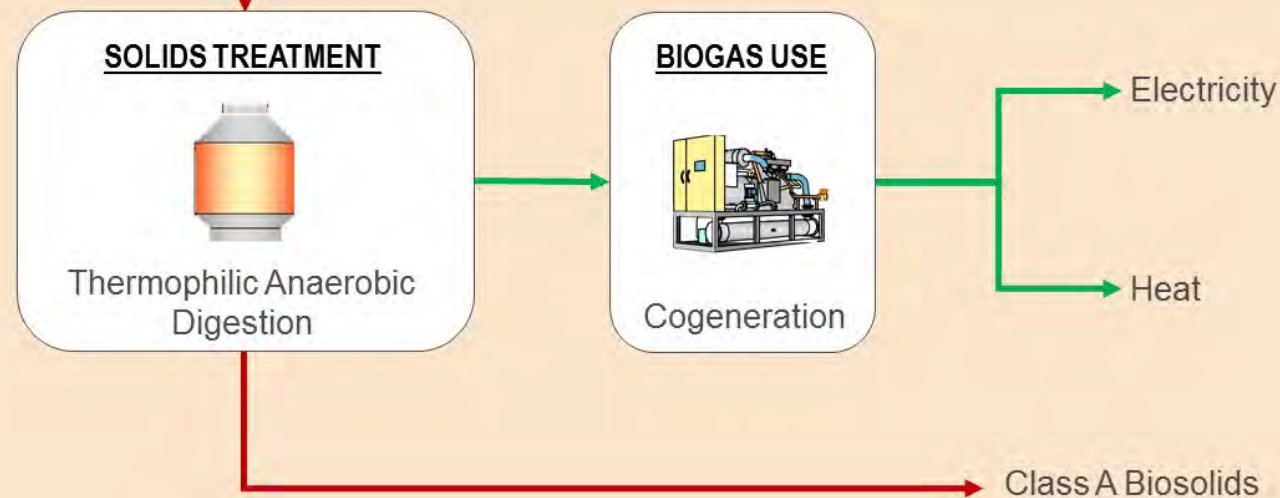 SOLIDS TREATMENT
Thermophilic Anaerobic
Digestion
BIOGAS USE
Cogeneration
Electricity
Heat
Class A Biosolids